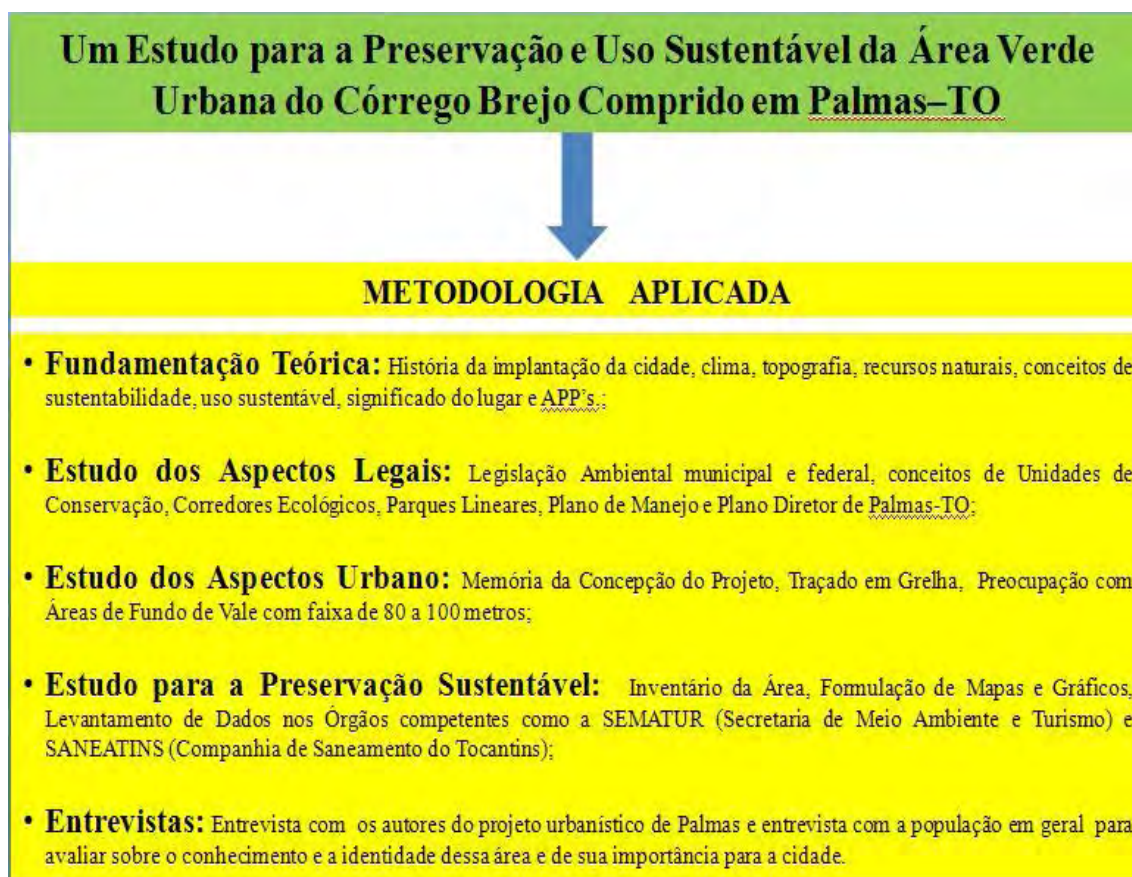 Um Estudo para a Preservação e Uso Sustentável da Área Verde
Urbana do Córrego Brejo Comprido em Palmas–TO
METODOLOGIA APLICADA
• Fundamentação Teórica: História da implantação da cidade, clima, topografia, recursos naturais, conceitos de
sustentabilidade, uso sustentável, significado do lugar e APP's.;
• Estudo dos Aspectos Legais: Legislação Ambiental municipal e federal, conceitos de Unidades de
Conservação, Corredores Ecológicos, Parques Lineares, Plano de Manejo e Plano Diretor de Palmas-TO;
• Estudo dos Aspectos Urbano: Memória da Concepção do Projeto, Traçado em Grelha, Preocupação com
Áreas de Fundo de Vale com faixa de 80 a 100 metros;
• Estudo para a Preservação Sustentável: Inventário da Área, Formulação de Mapas e Gráficos,
Levantamento de Dados nos Órgãos competentes como a SEMATUR (Secretaria de Meio Ambiente e Turismo) e
SANEATINS (Companhia de Saneamento do Tocantins);
• Entrevistas: Entrevista com os autores do projeto urbanístico de Palmas e entrevista com a população em geral para
avaliar sobre o conhecimento e a identidade dessa área e de sua importância para a cidade.